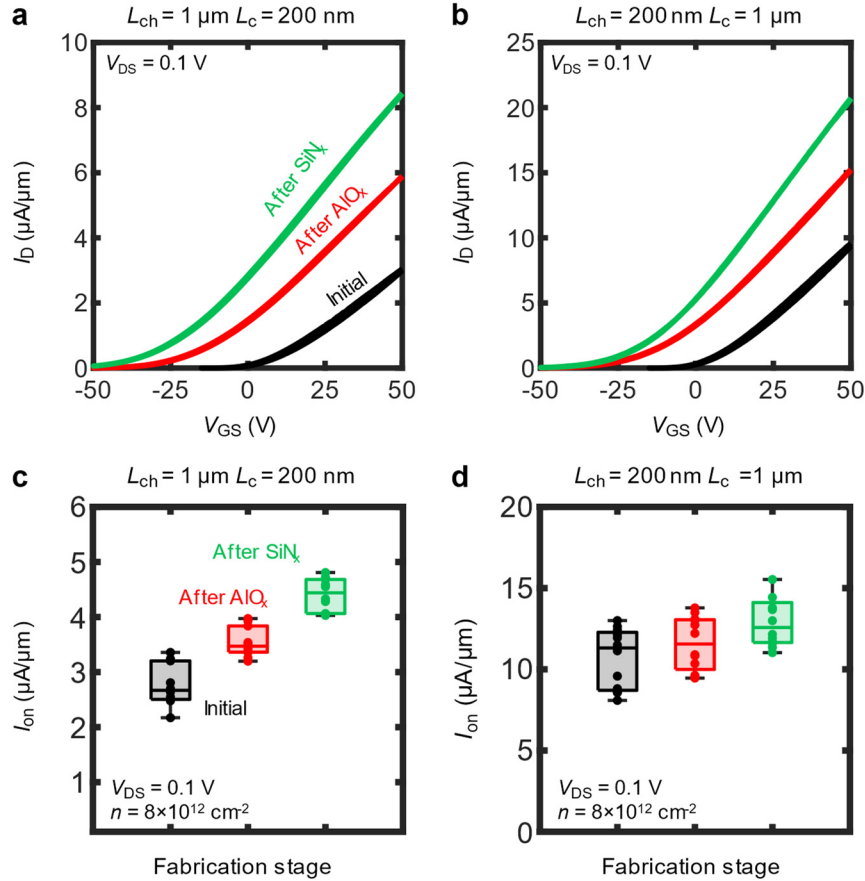 a
L_ch = 1 µm L_c = 200 nm
10
8
6
4
2
0
-50
-25
0
25
50
V_DS = 0.1 V
After SiN_x
After AlO_x
Initial
I_D (µA/µm)
V_GS (V)
b
L_ch = 200 nm L_c = 1 µm
25
20
15
10
5
0
-50
-25
0
25
50
V_DS = 0.1 V
I_D (µA/µm)
V_GS (V)
c
L_ch = 1 µm L_c = 200 nm
6
5
4
3
2
1
After SiN_x
After AlO_x
Initial
V_DS = 0.1 V
n = 8×10^12 cm^-2
I_on (µA/µm)
Fabrication stage
d
L_ch = 200 nm L_c =1 µm
20
15
10
5
0
V_DS = 0.1 V
n = 8×10^12 cm^-2
I_on (µA/µm)
Fabrication stage